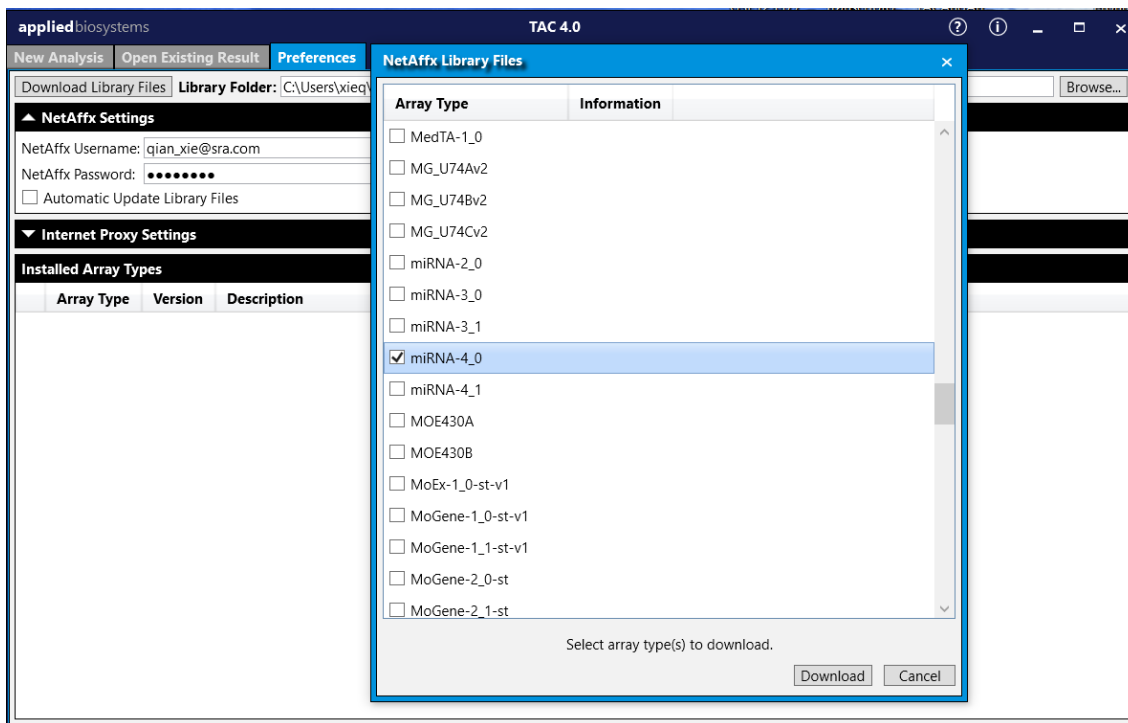 appliedbiosystems TAC 4.0
New Analysis Open Existing Result Preferences
Download Library Files Library Folder: C:\Users\xieq\ Browse...
NetAffx Settings
NetAffx Username: qian_xie@sra.com
NetAffx Password: ●●●●●●●●
Automatic Update Library Files
Internet Proxy Settings
Installed Array Types
Array Type Version Description
NetAffx Library Files
Array Type Information
MedTA-1_0
MG_U74Av2
MG_U74Bv2
MG_U74Cv2
miRNA-2_0
miRNA-3_0
miRNA-3_1
miRNA-4_0
miRNA-4_1
MOE430A
MOE430B
MoEx-1_0-st-v1
MoGene-1_0-st-v1
MoGene-1_1-st-v1
MoGene-2_0-st
MoGene-2_1-st
Select array type(s) to download.
Download Cancel